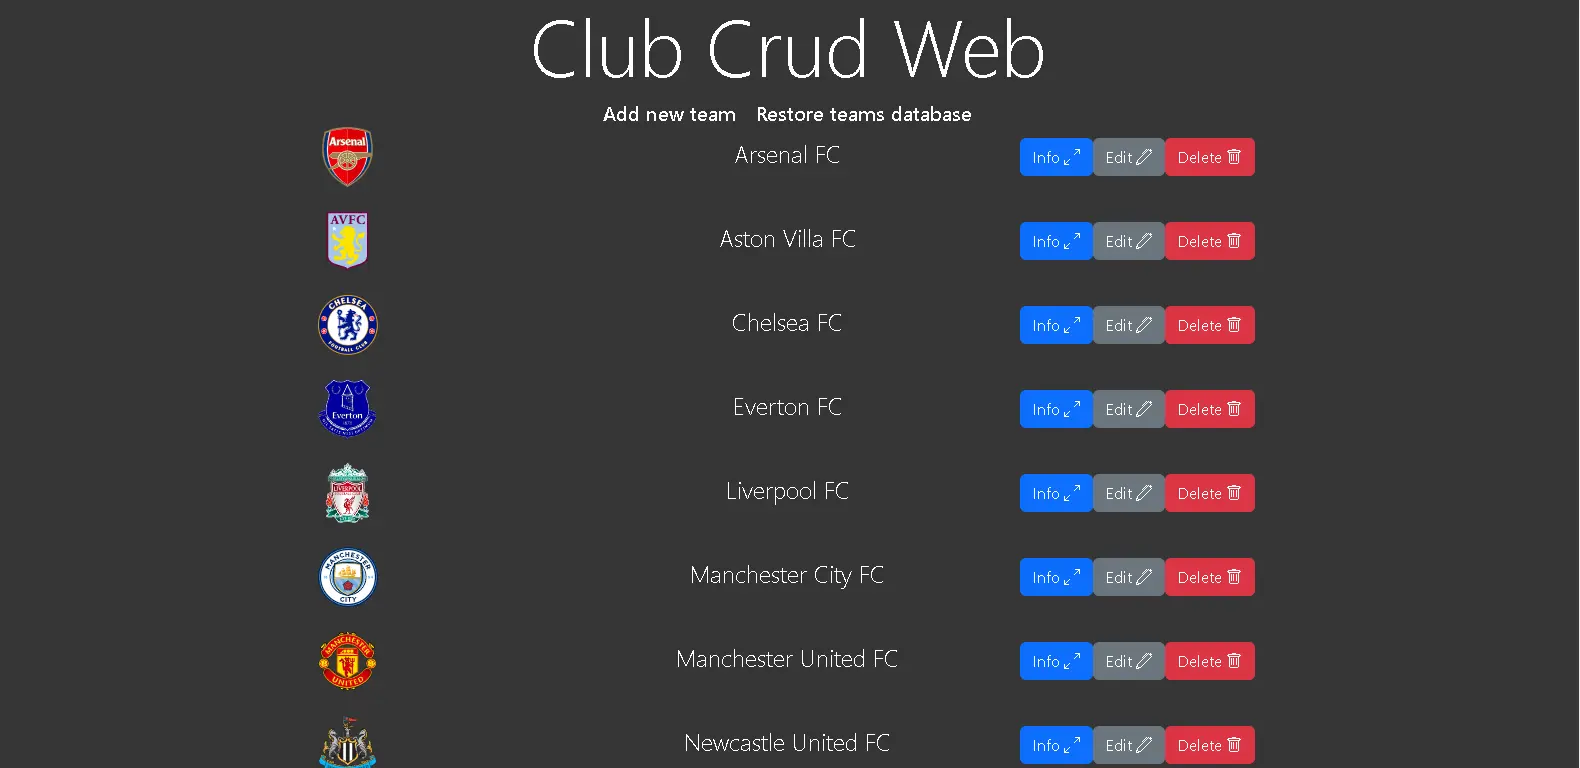 Club Crud Web
Add new team Restore teams database
Arsenal
Arsenal FC
Info Edit Delete
AVFC
Aston Villa FC
Info Edit Delete
CHELSEA
FOOTBALL CLUB
Chelsea FC
Info Edit Delete
Everton
Everton FC
Info Edit Delete
LIVERPOOL
Liverpool FC
Info Edit Delete
MANCHESTER
CITY
Manchester City FC
Info Edit Delete
MANCHESTER
UNITED
Manchester United FC
Info Edit Delete
Newcastle United FC
Info Edit Delete